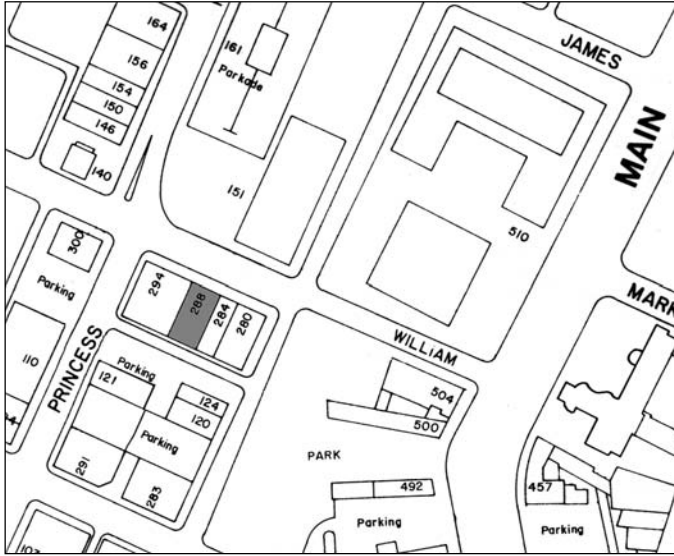 164
156
154
150
146
140
161
Parkade
JAMES
MAIN
151
510
300
Parking
294
288
284
280
MARK
WILLIAM
PRINCESS
110
Parking
121
124
120
Parking
504
500
PARK
291
283
492
457
Parking
Parking